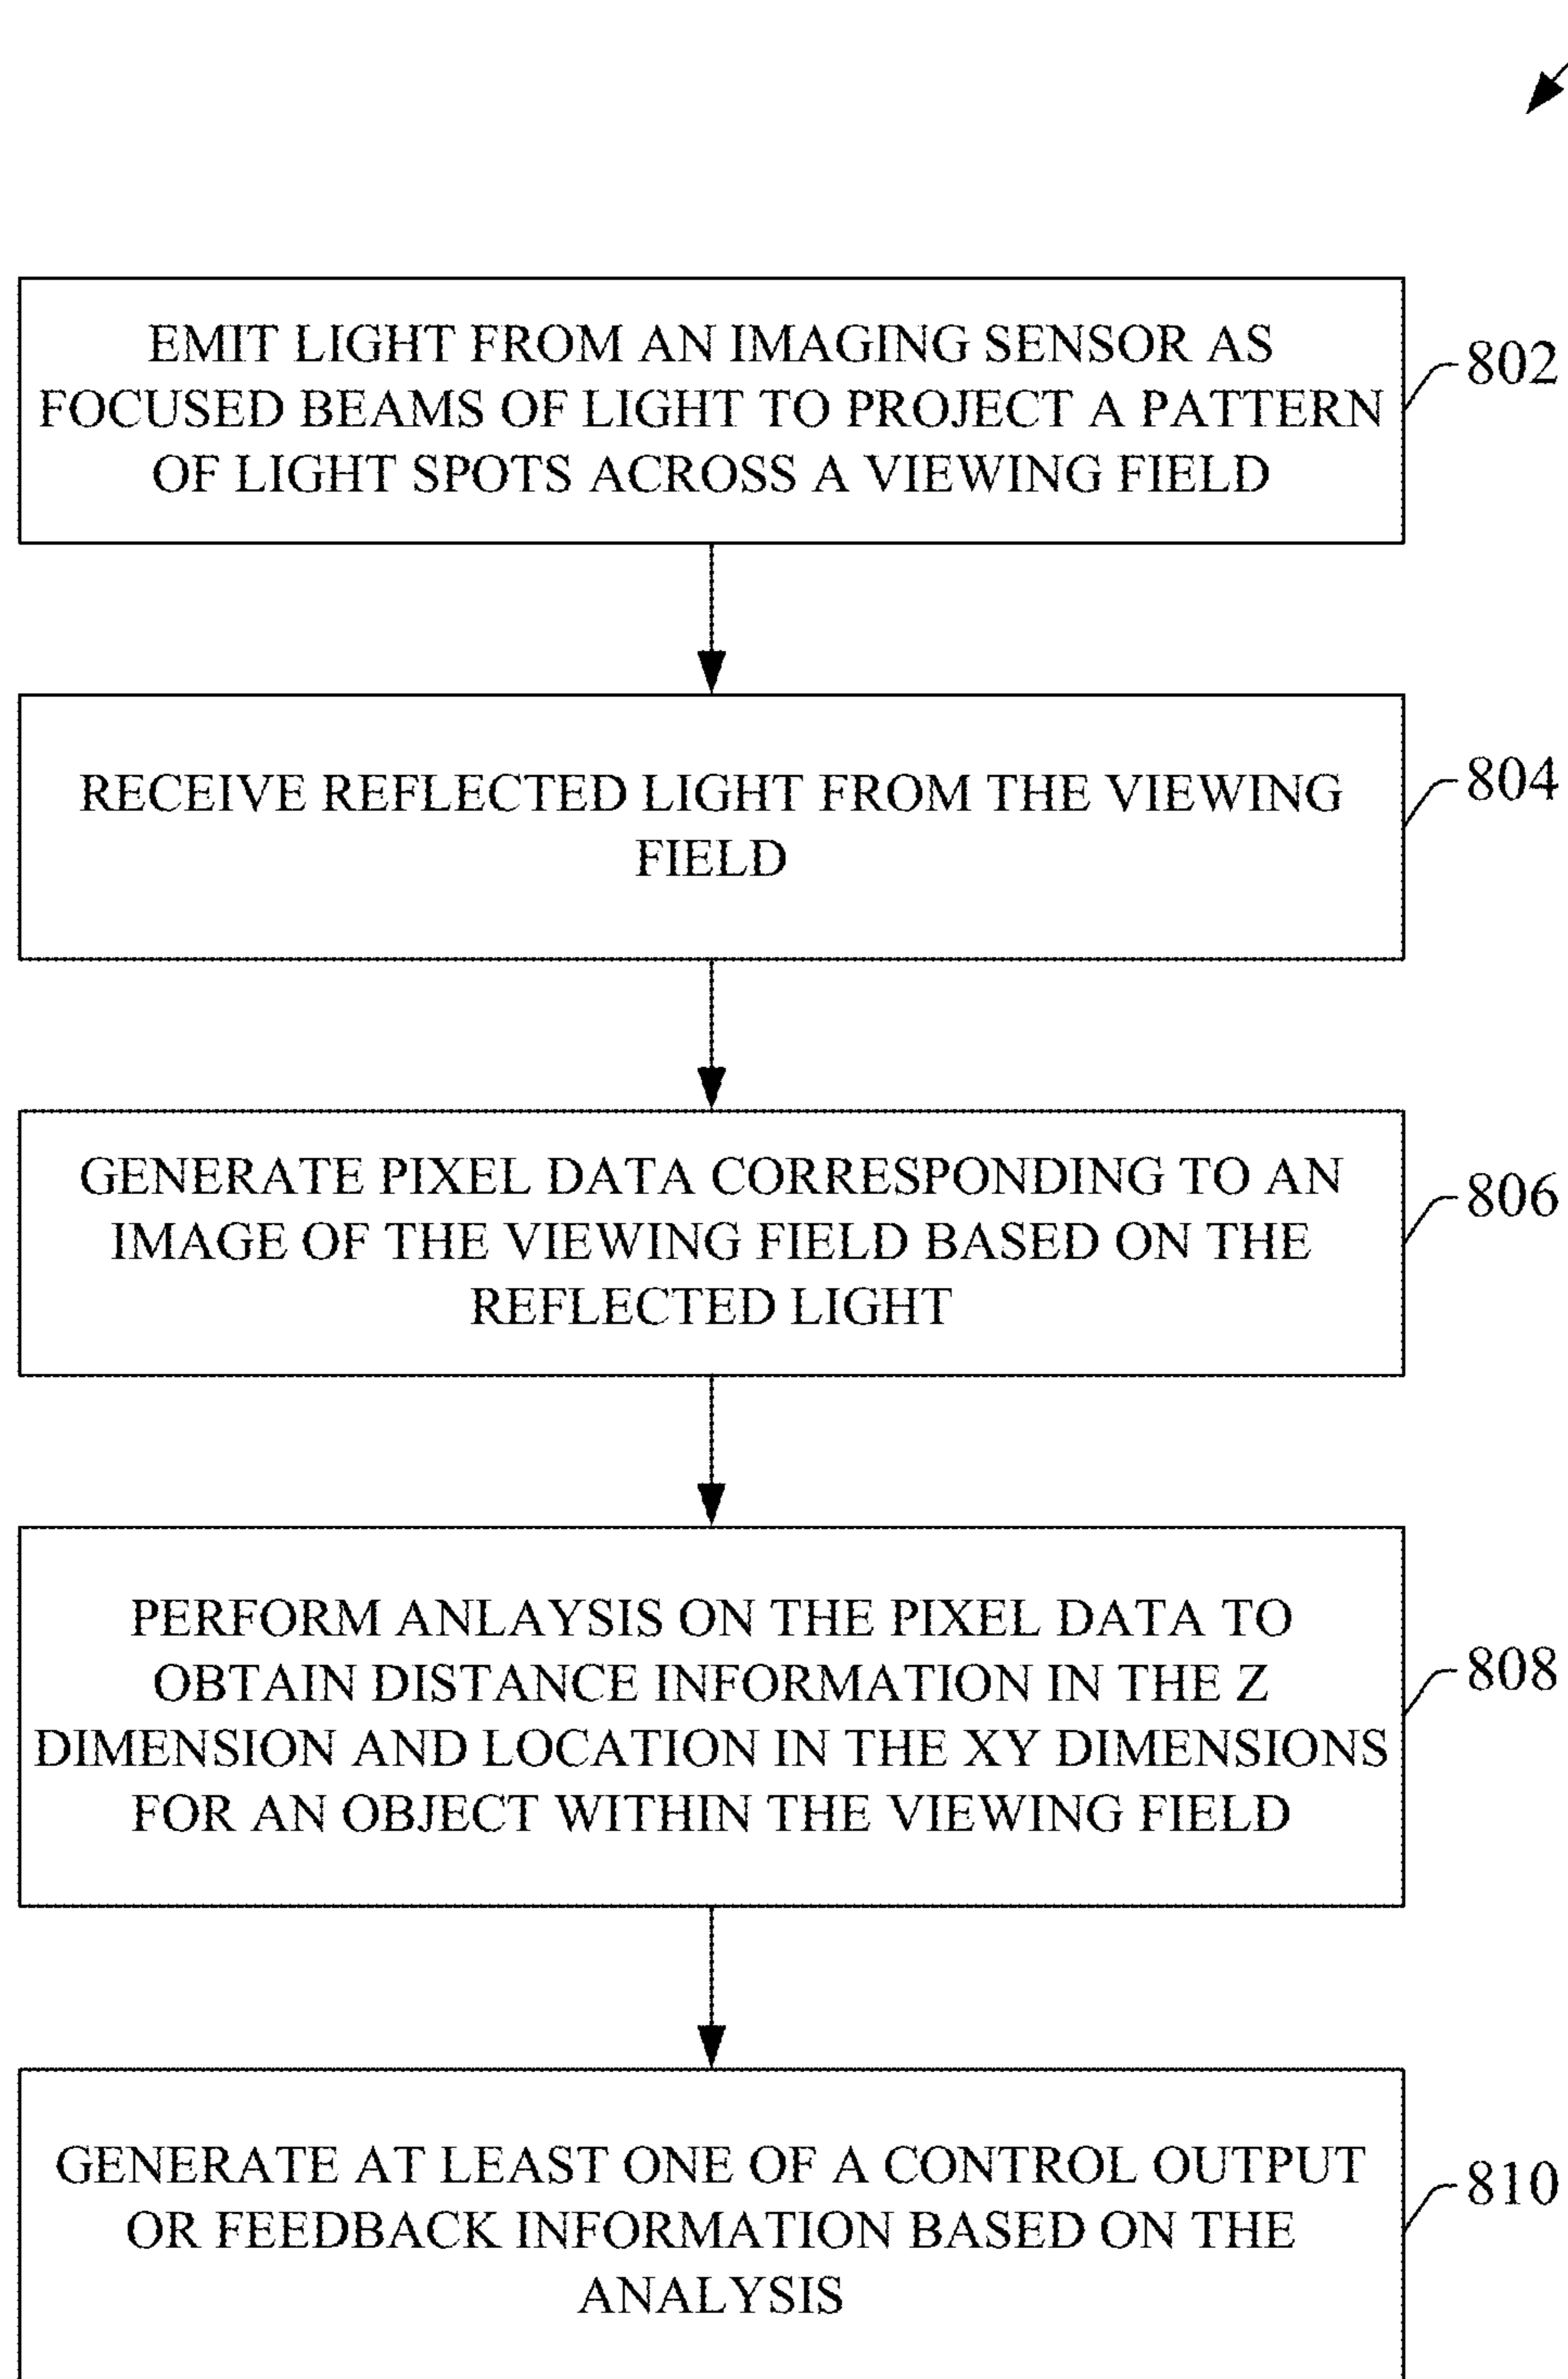 EMIT LIGHT FROM AN IMAGING SENSOR AS
FOCUSED BEAMS OF LIGHT TO PROJECT A PATTERN
OF LIGHT SPOTS ACROSS A VIEWING FIELD
802
RECEIVE REFLECTED LIGHT FROM THE VIEWING
FIELD
804
GENERATE PIXEL DATA CORRESPONDING TO AN
IMAGE OF THE VIEWING FIELD BASED ON THE
REFLECTED LIGHT
806
PERFORM ANLAYSIS ON THE PIXEL DATA TO
OBTAIN DISTANCE INFORMATION IN THE Z
DIMENSION AND LOCATION IN THE XY DIMENSIONS
FOR AN OBJECT WITHIN THE VIEWING FIELD
808
GENERATE AT LEAST ONE OF A CONTROL OUTPUT
OR FEEDBACK INFORMATION BASED ON THE
ANALYSIS
810